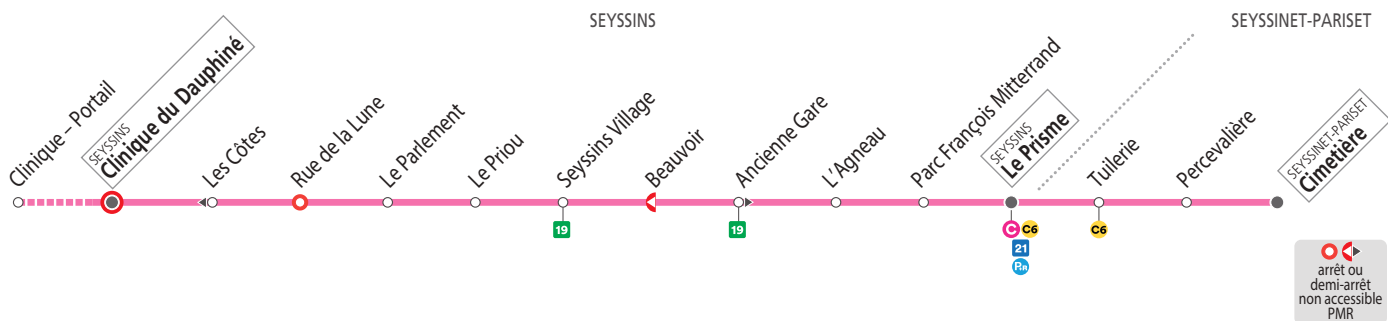 SEYSSINS
SEYSSINET-PARISET
Clinique – Portail
SEYSSINS
Clinique du Dauphiné
Les Côtes
Rue de la Lune
Le Parlement
Le Priou
Seyssins Village
Beauvoir
Ancienne Gare
L'Agneau
Parc François Mitterrand
SEYSSINS
Le Prisme
Tuilerie
Percevalière
SEYSSINET-PARISET
Cimetière
19
19
C C6
21
P+R
C6
arrêt ou
demi-arrêt
non accessible
PMR